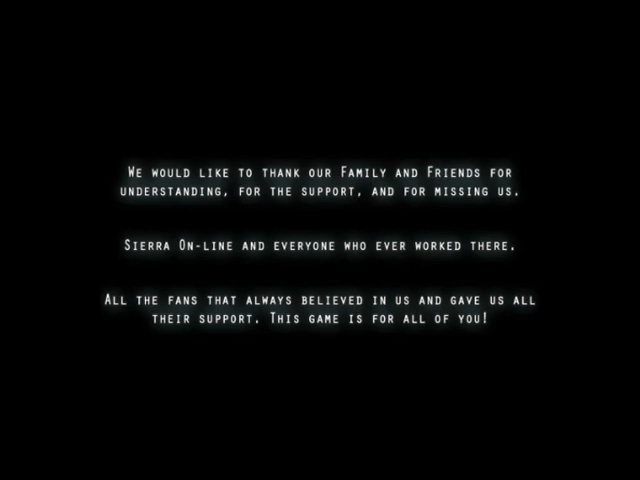 We would like to thank our Family and Friends for
understanding, for the support, and for missing us.
Sierra On-line and everyone who ever worked there.
All the fans that always believed in us and gave us all
their support. This game is for all of you!